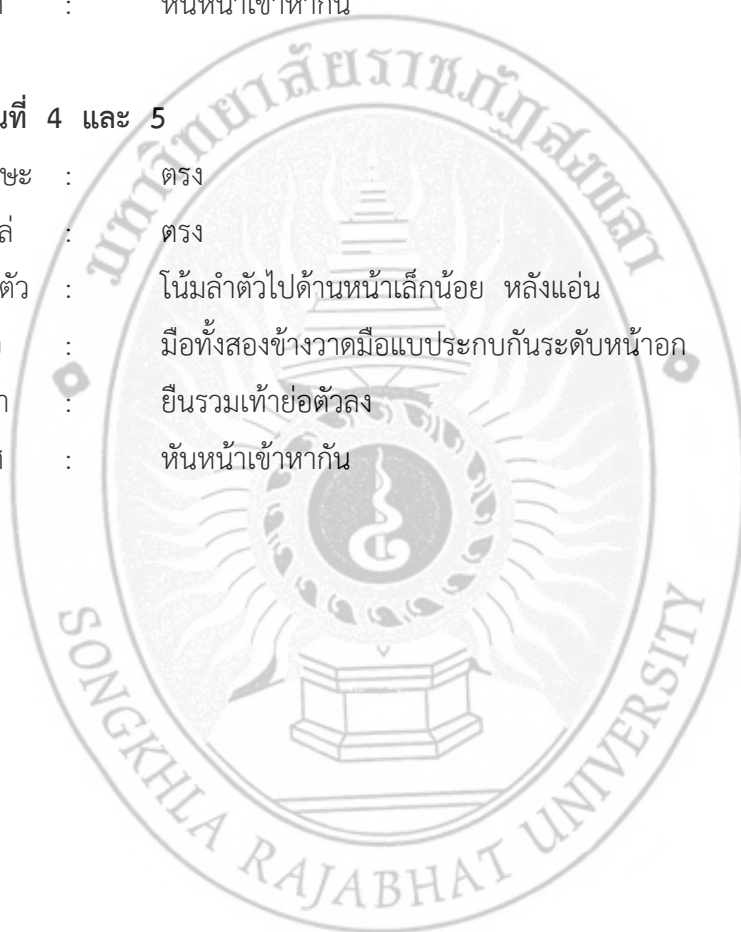 : หันหน้าเข้าหากัน
มหาวิทยาลัยราชภัฏสงขลา
นที่ 4 และ 5
ษะ : ตรง
ล่ : ตรง
ตัว : โน้มลำตัวไปด้านหน้าเล็กน้อย หลังแอ่น
: มือทั้งสองข้างวาดมือแบประกบกันระดับหน้าอก
า : ยืนรวมเท้าย่อตัวลง
: หันหน้าเข้าหากัน
SONGKHLA RAJABHAT UNIVERSITY